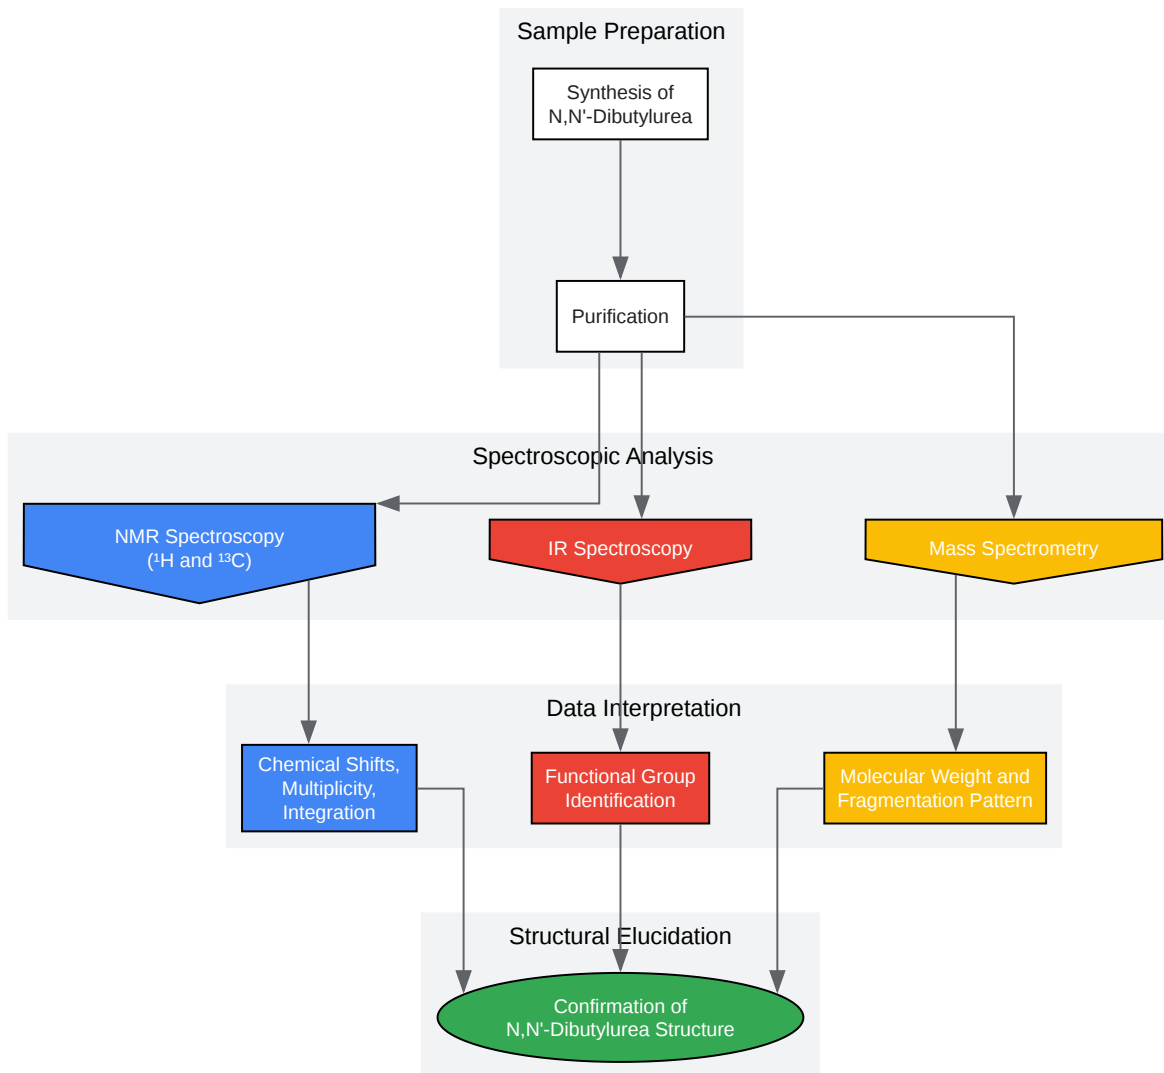 Sample Preparation
Synthesis of
N,N'-Dibutylurea
Purification
Spectroscopic Analysis
NMR Spectroscopy
(¹H and ¹³C)
IR Spectroscopy
Mass Spectrometry
Data Interpretation
Chemical Shifts,
Multiplicity,
Integration
Functional Group
Identification
Molecular Weight and
Fragmentation Pattern
Structural Elucidation
Confirmation of
N,N'-Dibutylurea Structure